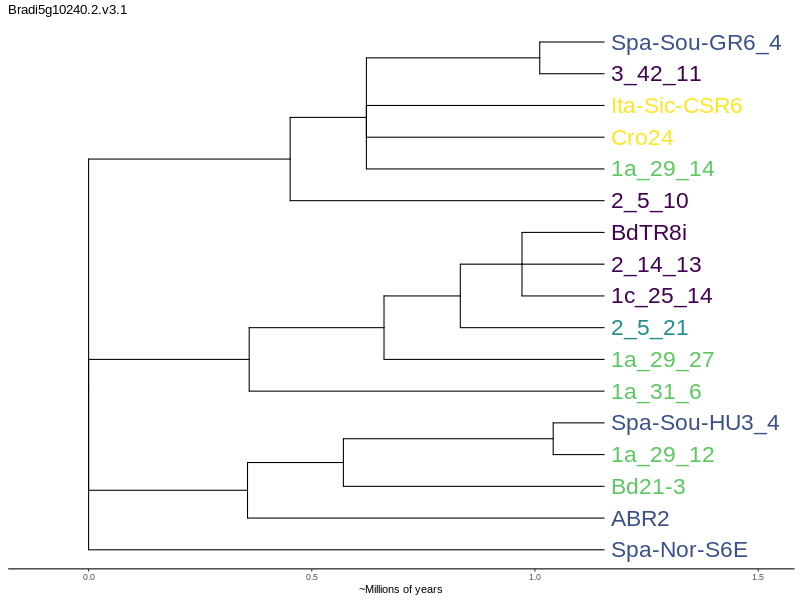 Bradi5g10240.2.v3.1
Spa-Sou-GR6_4
3_42_11
Ita-Sic-CSR6
Cro24
1a_29_14
2_5_10
BdTR8i
2_14_13
1c_25_14
2_5_21
1a_29_27
1a_31_6
Spa-Sou-HU3_4
1a_29_12
Bd21-3
ABR2
Spa-Nor-S6E
0.0 0.5 1.0 1.5
~Millions of years